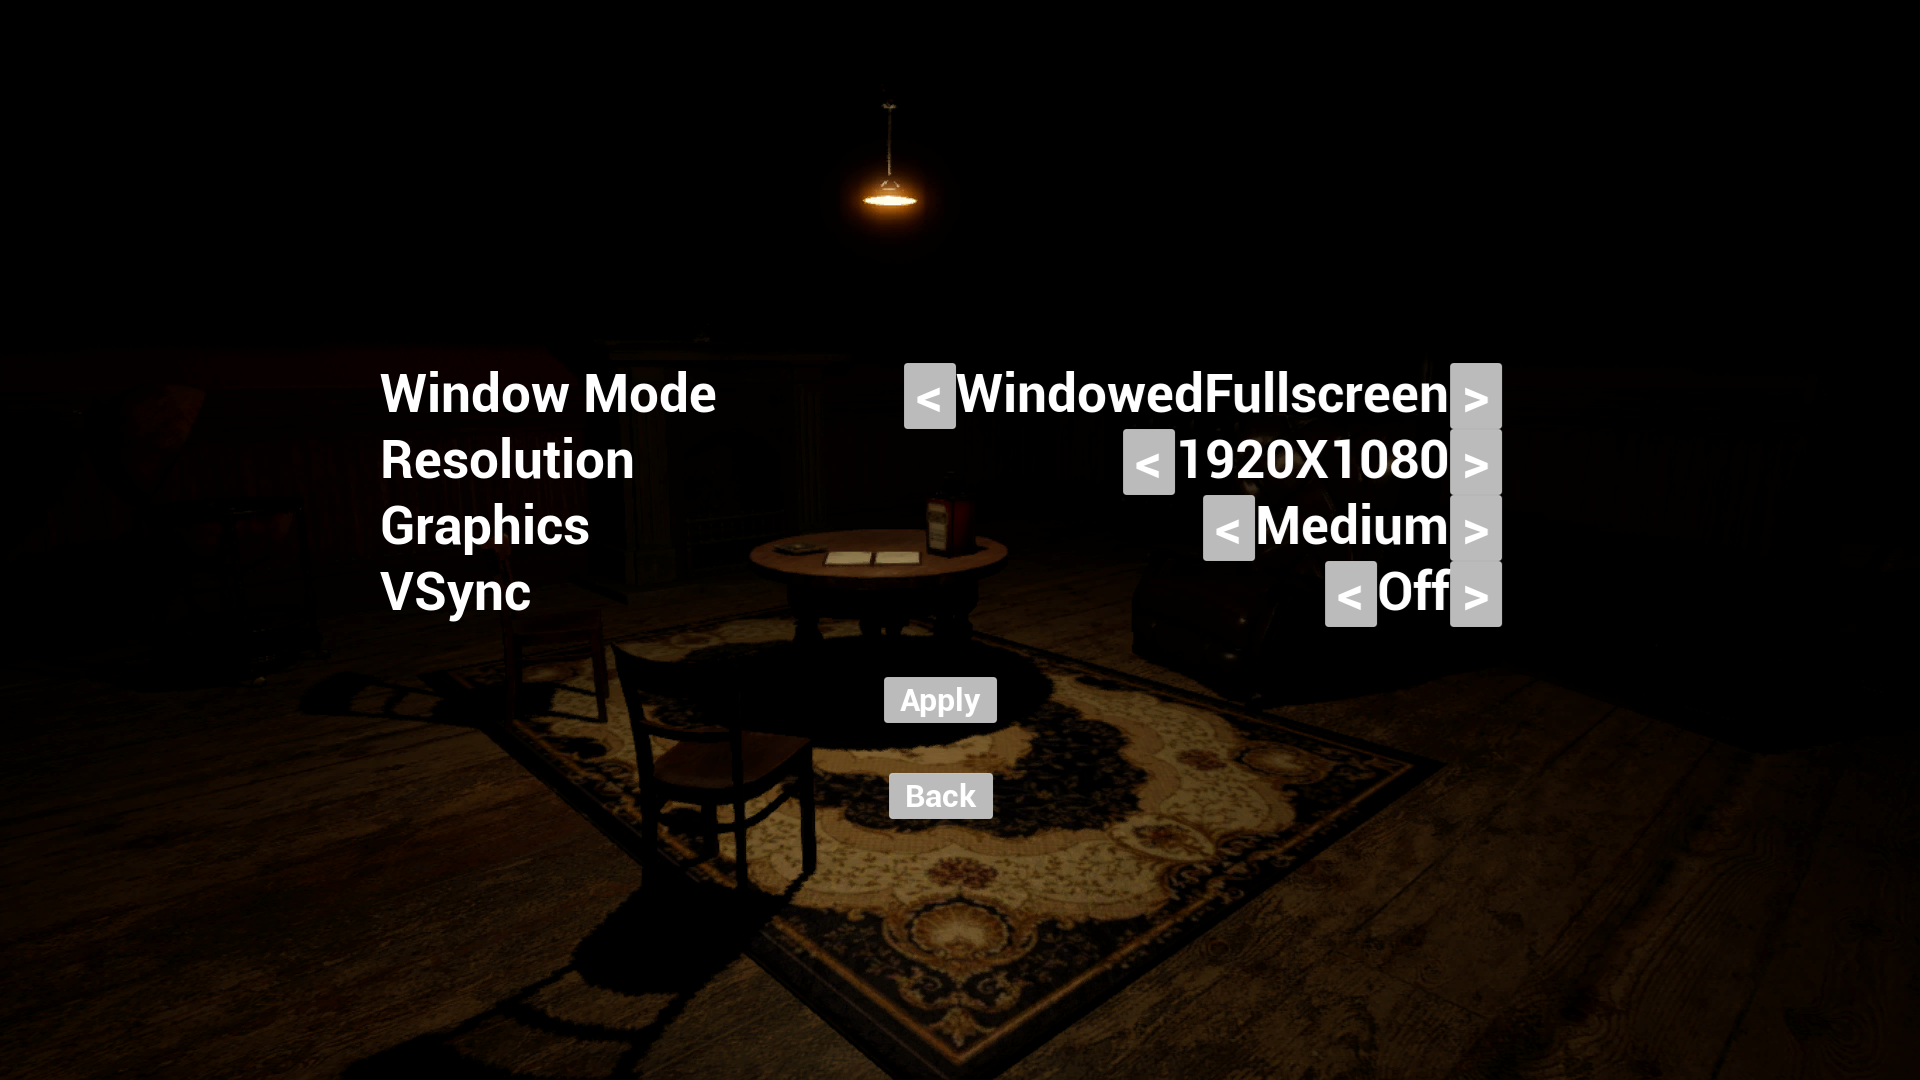 Window Mode < WindowedFullscreen >
Resolution < 1920X1080 >
Graphics < Medium >
VSync < Off >
Apply
Back